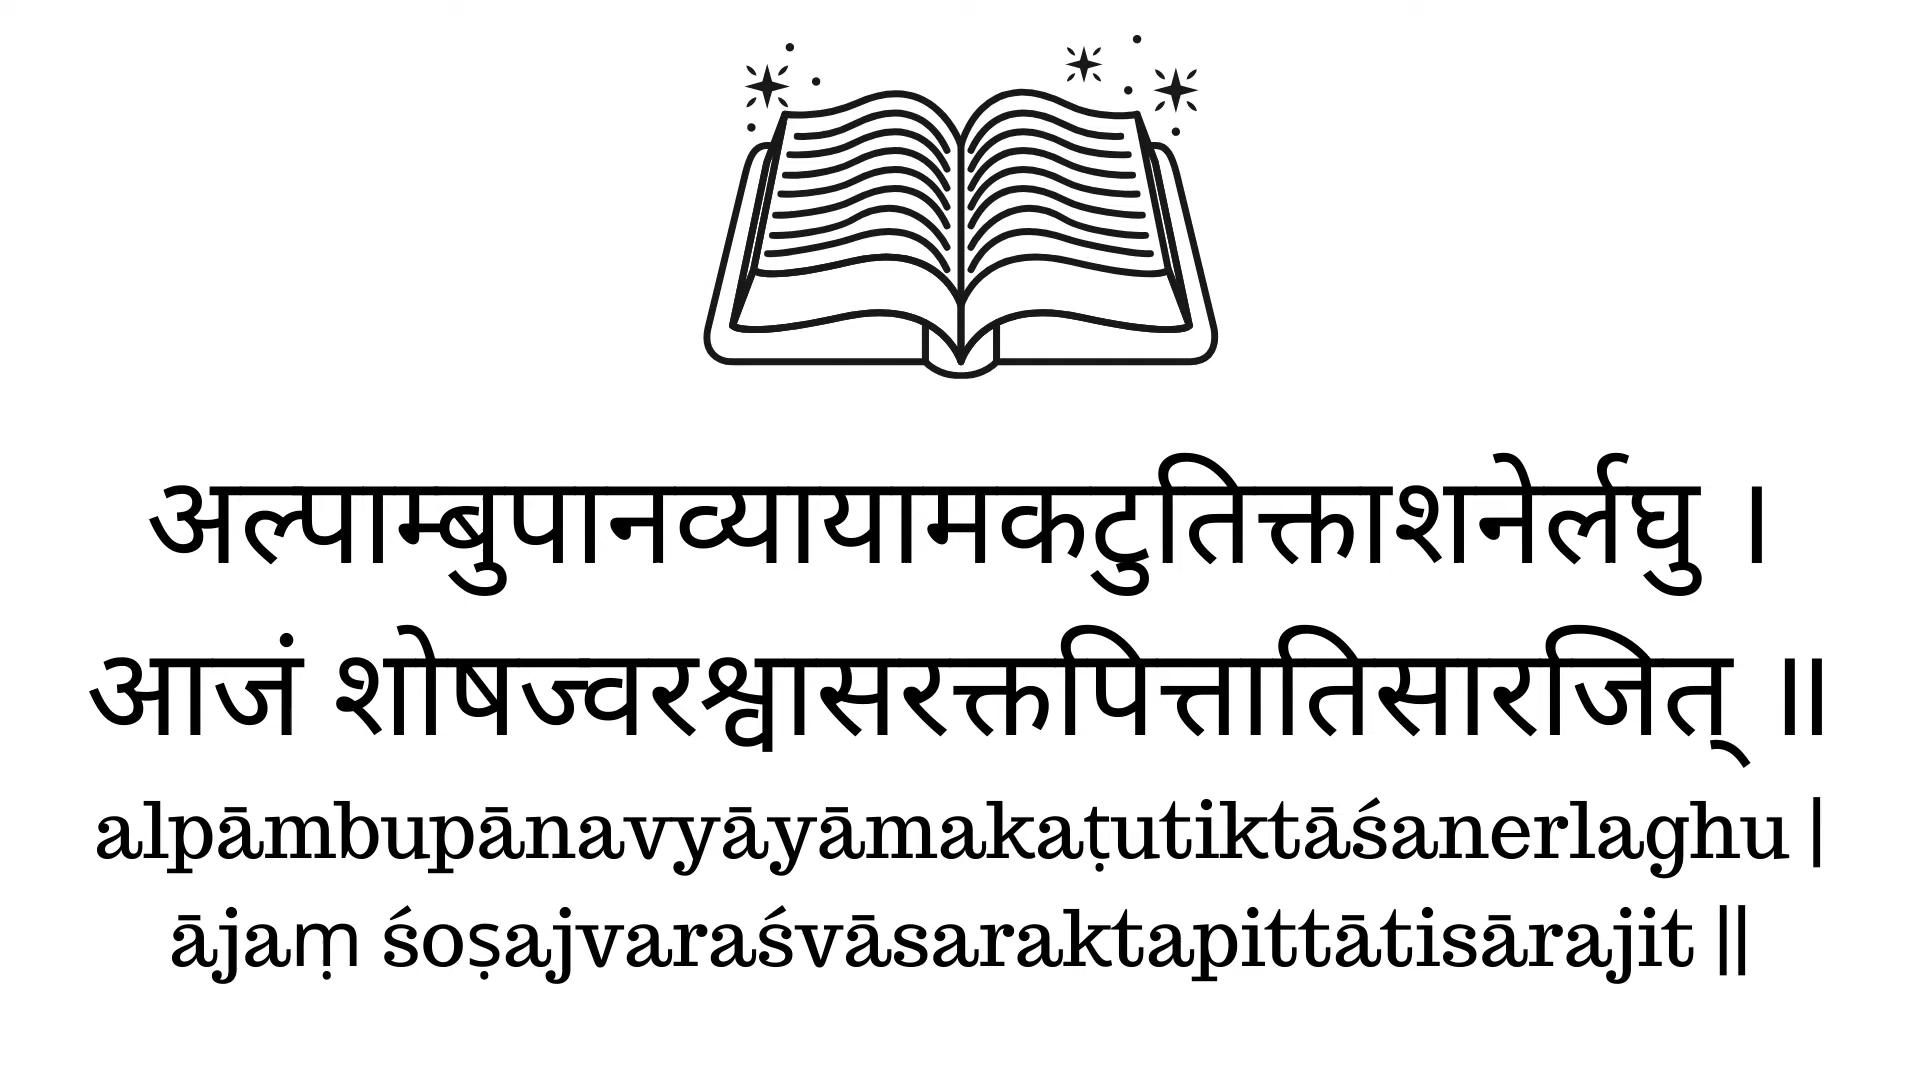 अल्पाम्बुपानव्यायामकटुतिक्ताशनेर्लघु ।
आजं शोषज्वरश्वासरक्तपित्तातिसारजित् ॥
alpāmbupānavyāyāmakaṭutiktāśanerlaghu |
ājaṃ śoṣajvaraśvāsaraktapittātisārajit ||